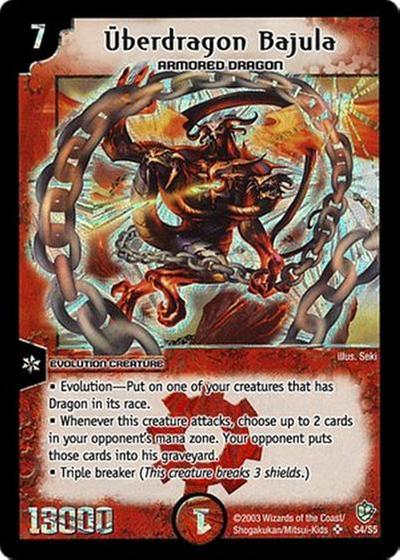 7
Überdragon Bajula
ARMORED DRAGON
illus. Seki
EVOLUTION CREATURE
▪ Evolution—Put on one of your creatures that has
Dragon in its race.
▪ Whenever this creature attacks, choose up to 2 cards
in your opponent's mana zone. Your opponent puts
those cards into his graveyard.
▪ Triple breaker (This creature breaks 3 shields.)
13000
1
©2003 Wizards of the Coast/
Shogakukan/Mitsui-Kids S4/S5